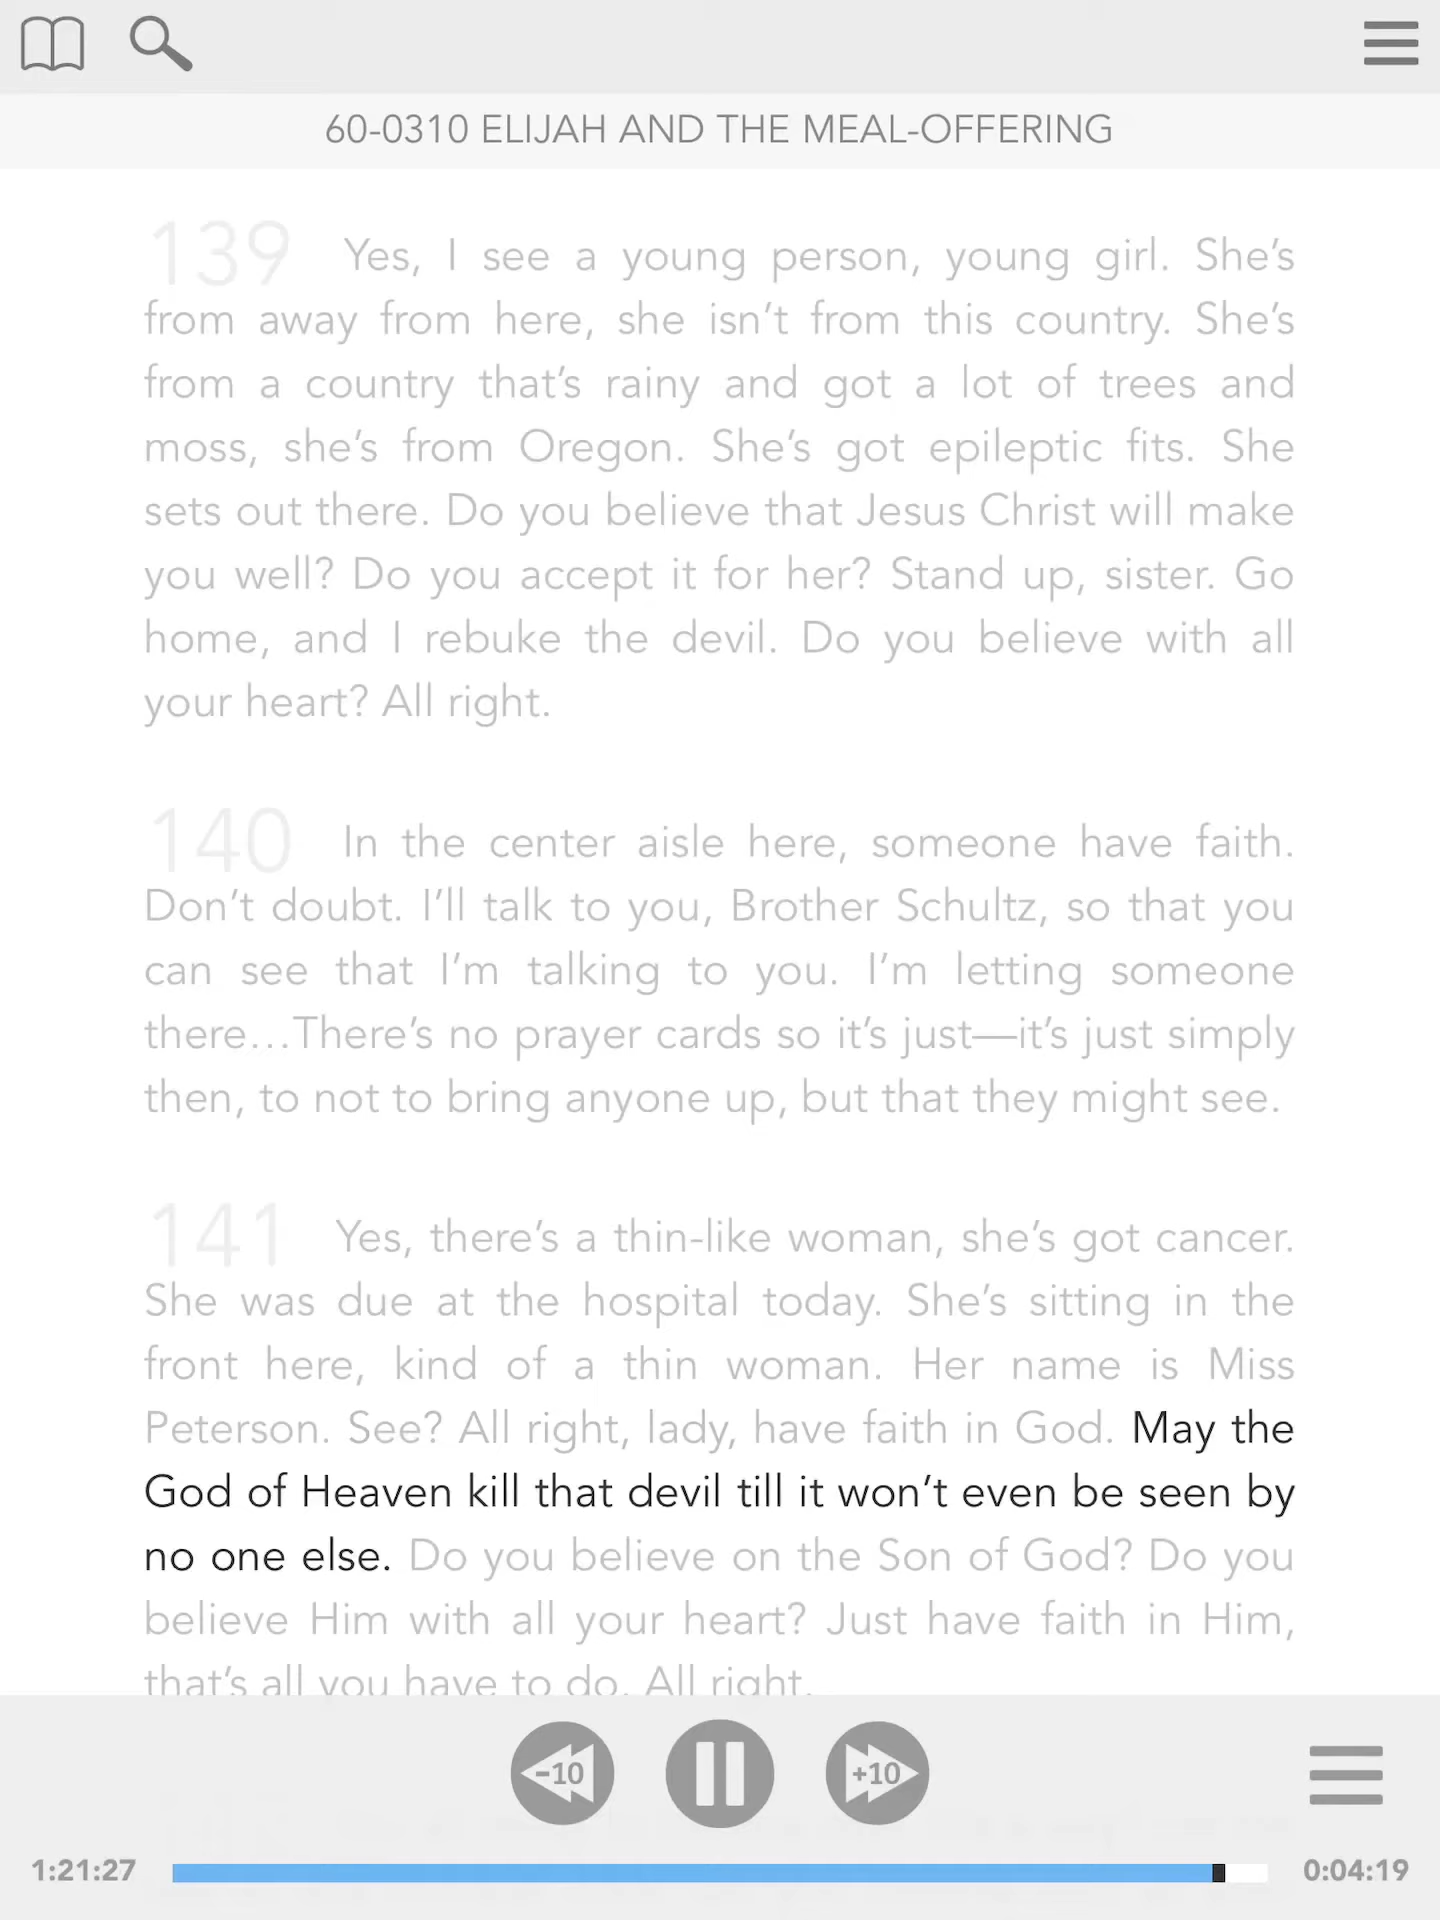 60-0310 ELIJAH AND THE MEAL-OFFERING
139 Yes, I see a young person, young girl. She’s
from away from here, she isn’t from this country. She’s
from a country that’s rainy and got a lot of trees and
moss, she’s from Oregon. She’s got epileptic fits. She
sets out there. Do you believe that Jesus Christ will make
you well? Do you accept it for her? Stand up, sister. Go
home, and I rebuke the devil. Do you believe with all
your heart? All right.
140 In the center aisle here, someone have faith.
Don’t doubt. I’ll talk to you, Brother Schultz, so that you
can see that I’m talking to you. I’m letting someone
there…There’s no prayer cards so it’s just—it’s just simply
then, to not to bring anyone up, but that they might see.
141 Yes, there’s a thin-like woman, she’s got cancer.
She was due at the hospital today. She’s sitting in the
front here, kind of a thin woman. Her name is Miss
Peterson. See? All right, lady, have faith in God. May the
God of Heaven kill that devil till it won’t even be seen by
no one else. Do you believe on the Son of God? Do you
believe Him with all your heart? Just have faith in Him,
that’s all you have to do. All right.
-10 +10
1:21:27 0:04:19